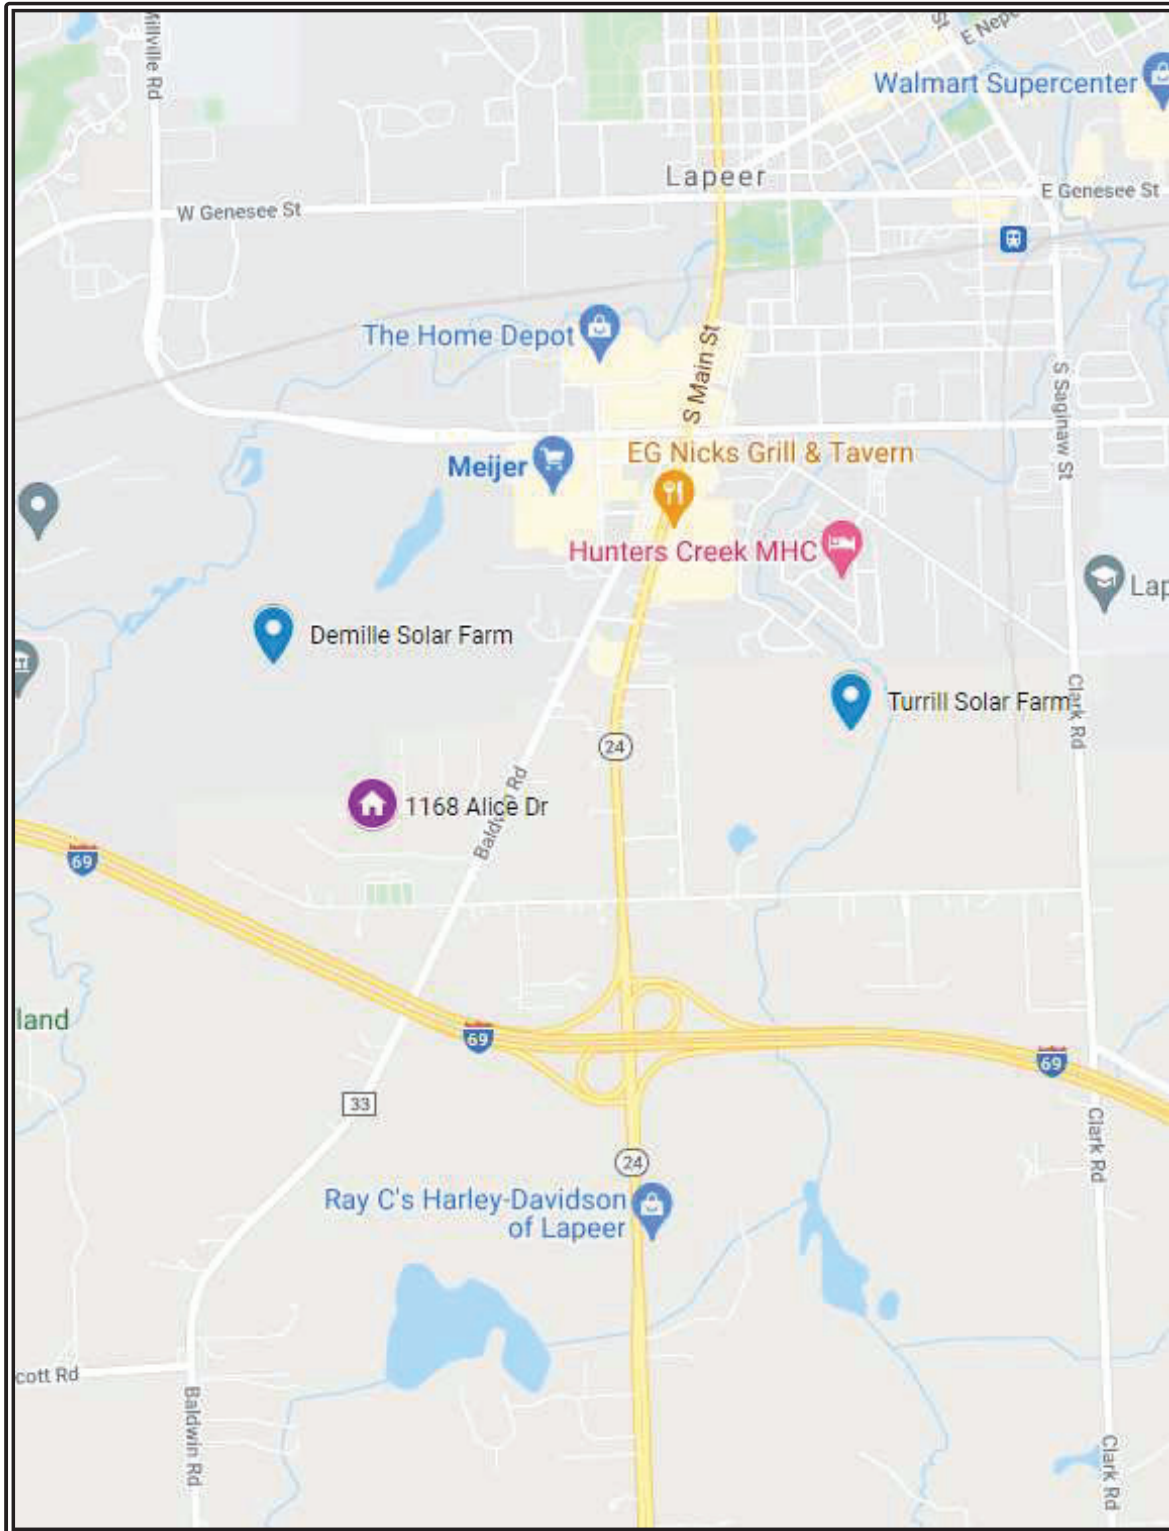 Millville Rd
St
E Nepe
Walmart Supercenter
Lapeer
W Genesee St
E Genesee St
The Home Depot
S Main St
S Saginaw St
Meijer
EG Nicks Grill & Tavern
Hunters Creek MHC
Lap
Demille Solar Farm
Clark Rd
Turrill Solar Farm
24
1168 Alice Dr
Baldwin Rd
69
land
69
69
33
Clark Rd
24
Ray C's Harley-Davidson
of Lapeer
cott Rd
Baldwin Rd
Clark Rd